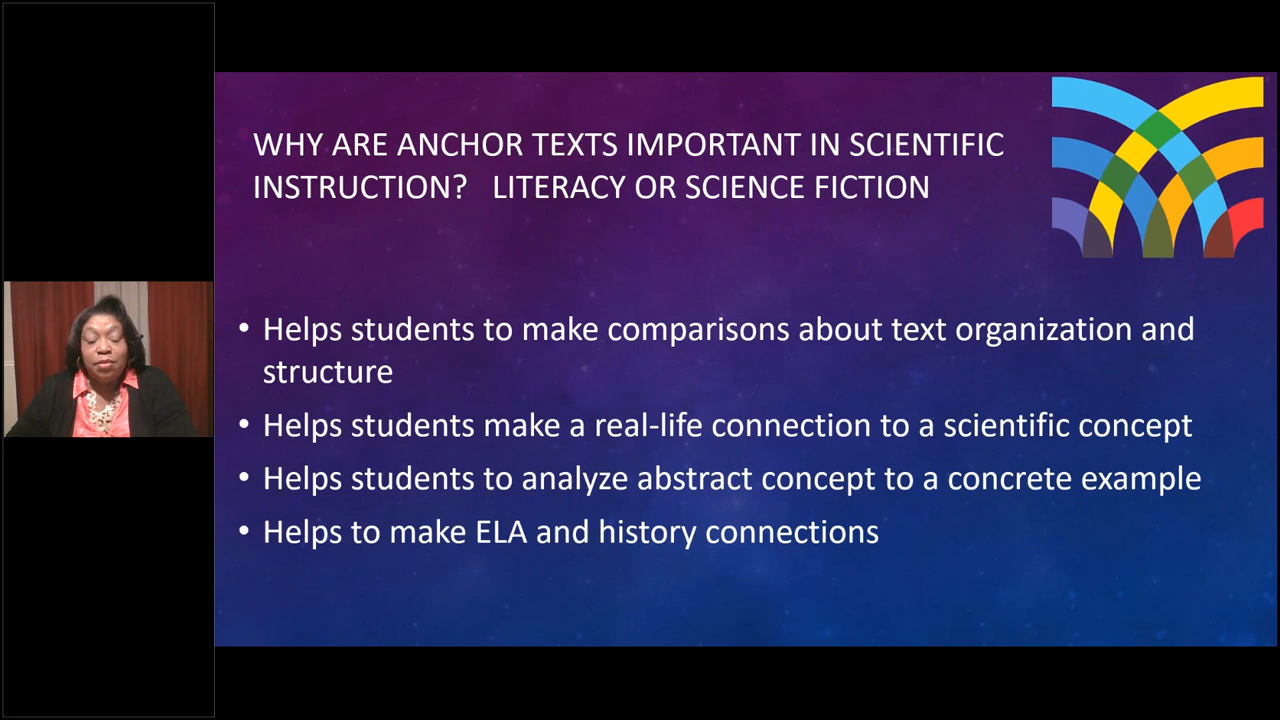 WHY ARE ANCHOR TEXTS IMPORTANT IN SCIENTIFIC
INSTRUCTION? LITERACY OR SCIENCE FICTION
• Helps students to make comparisons about text organization and
structure
• Helps students make a real-life connection to a scientific concept
• Helps students to analyze abstract concept to a concrete example
• Helps to make ELA and history connections